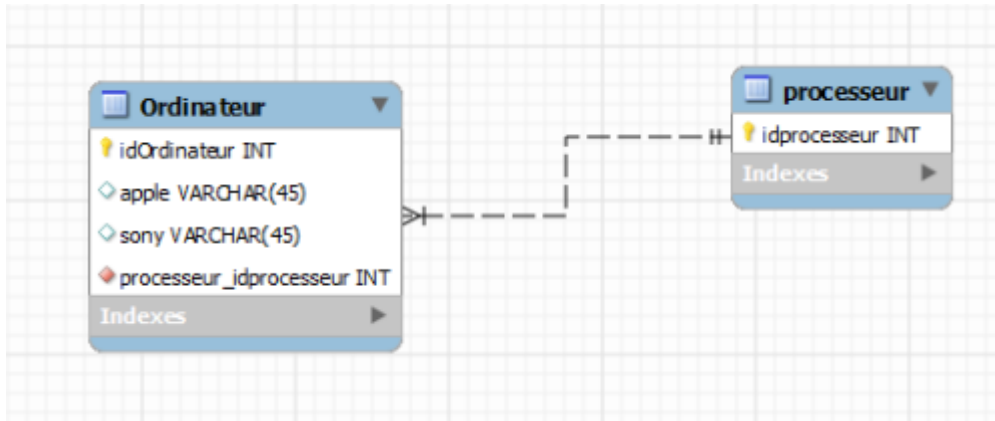 Ordinateur
idOrdinateur INT
apple VARCHAR(45)
sony VARCHAR(45)
processeur_idprocesseur INT
Indexes
processeur
idprocesseur INT
Indexes